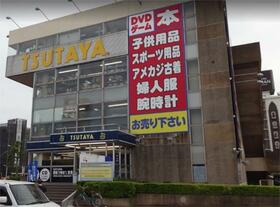 TSUTAYA
DVD
ゲーム
本
子供用品
スポーツ用品
アメカジ古着
婦人服
腕時計
お売り下さい
TSUTAYA